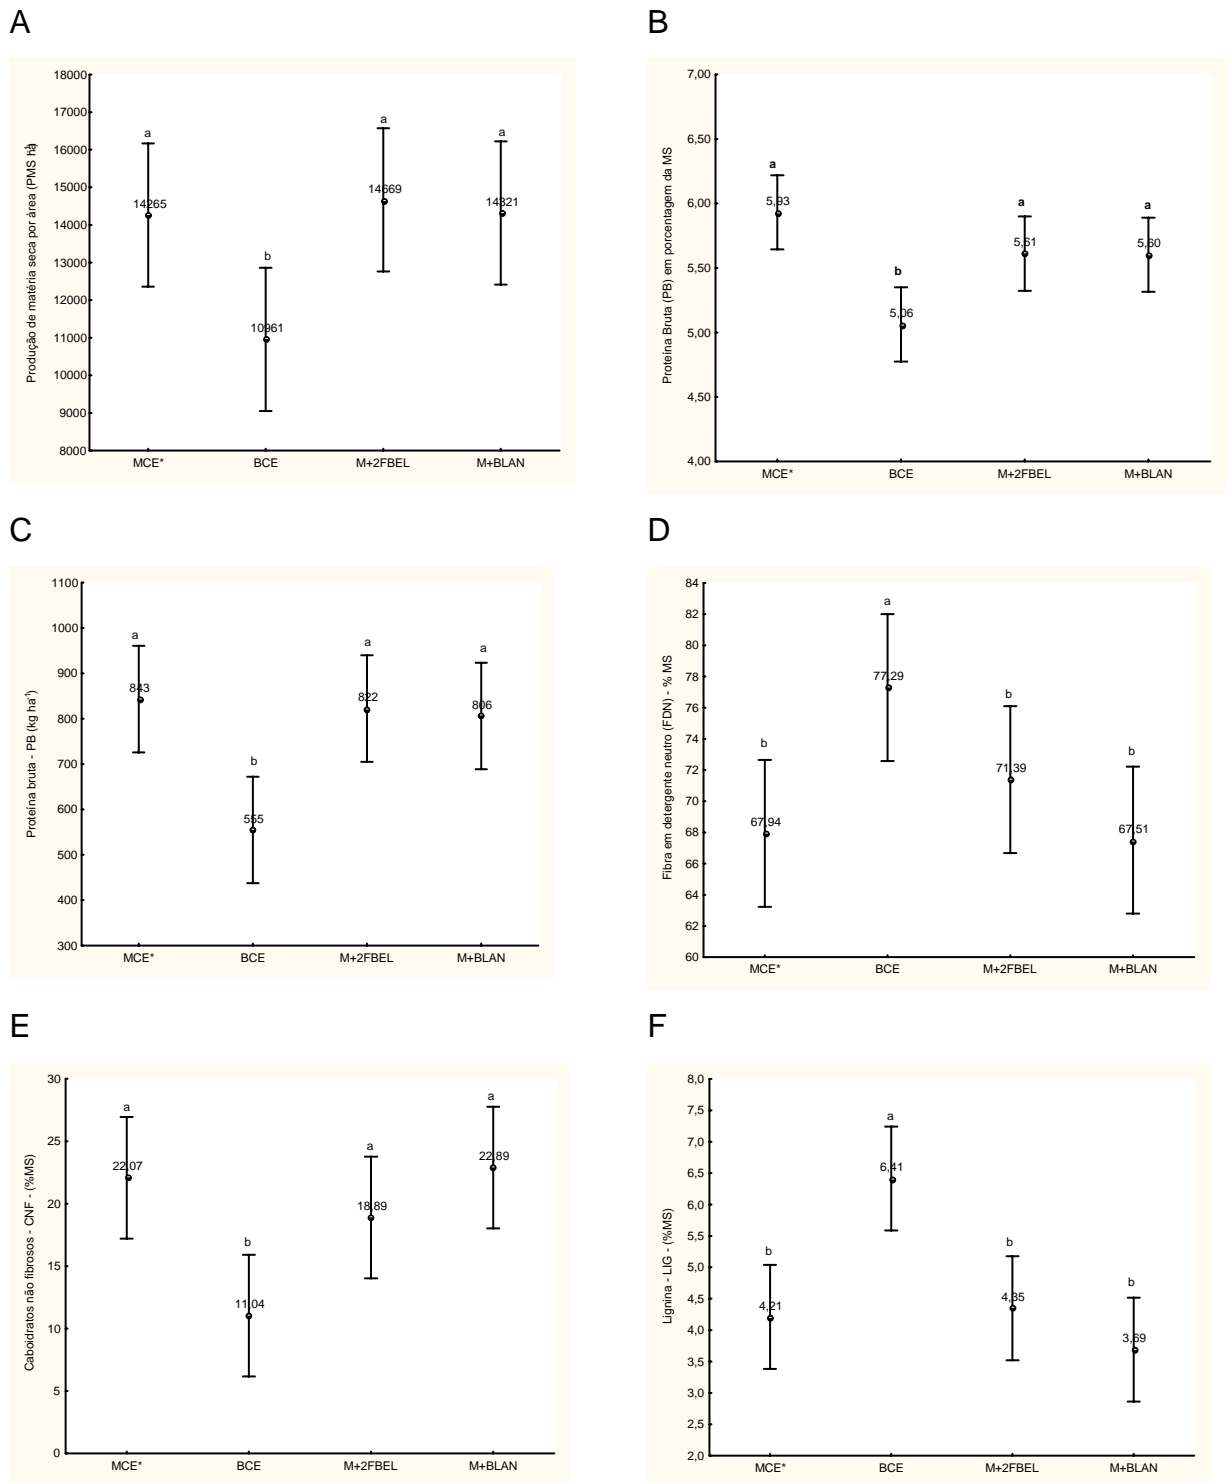 A
Produção de matéria seca por área (PMS ha
18000
17000
16000
15000
14000
13000
12000
11000
10000
9000
8000
a
14265
b
10961
a
14669
a
14321
MCE* BCE M+2FBEL M+BLAN
B
Proteína Bruta (PB) em porcentagem da MS
7,00
6,50
6,00
5,50
5,00
4,50
4,00
a
5,93
b
5,06
a
5,61
a
5,60
MCE* BCE M+2FBEL M+BLAN
C
Proteína bruta - PB (kg ha⁻¹)
1100
1000
900
800
700
600
500
400
300
a
843
b
555
a
822
a
806
MCE* BCE M+2FBEL M+BLAN
D
Fibra em detergente neutro (FDN) - % MS
84
82
80
78
76
74
72
70
68
66
64
62
60
b
67,94
a
77,29
b
71,39
b
67,51
MCE* BCE M+2FBEL M+BLAN
E
Caboidratos não fibrosos - CNF - (%MS)
30
25
20
15
10
5
0
a
22,07
b
11,04
a
18,89
a
22,89
MCE* BCE M+2FBEL M+BLAN
F
Lignina - LIG - (%MS)
8,0
7,5
7,0
6,5
6,0
5,5
5,0
4,5
4,0
3,5
3,0
2,5
2,0
b
4,21
a
6,41
b
4,35
b
3,69
MCE* BCE M+2FBEL M+BLAN